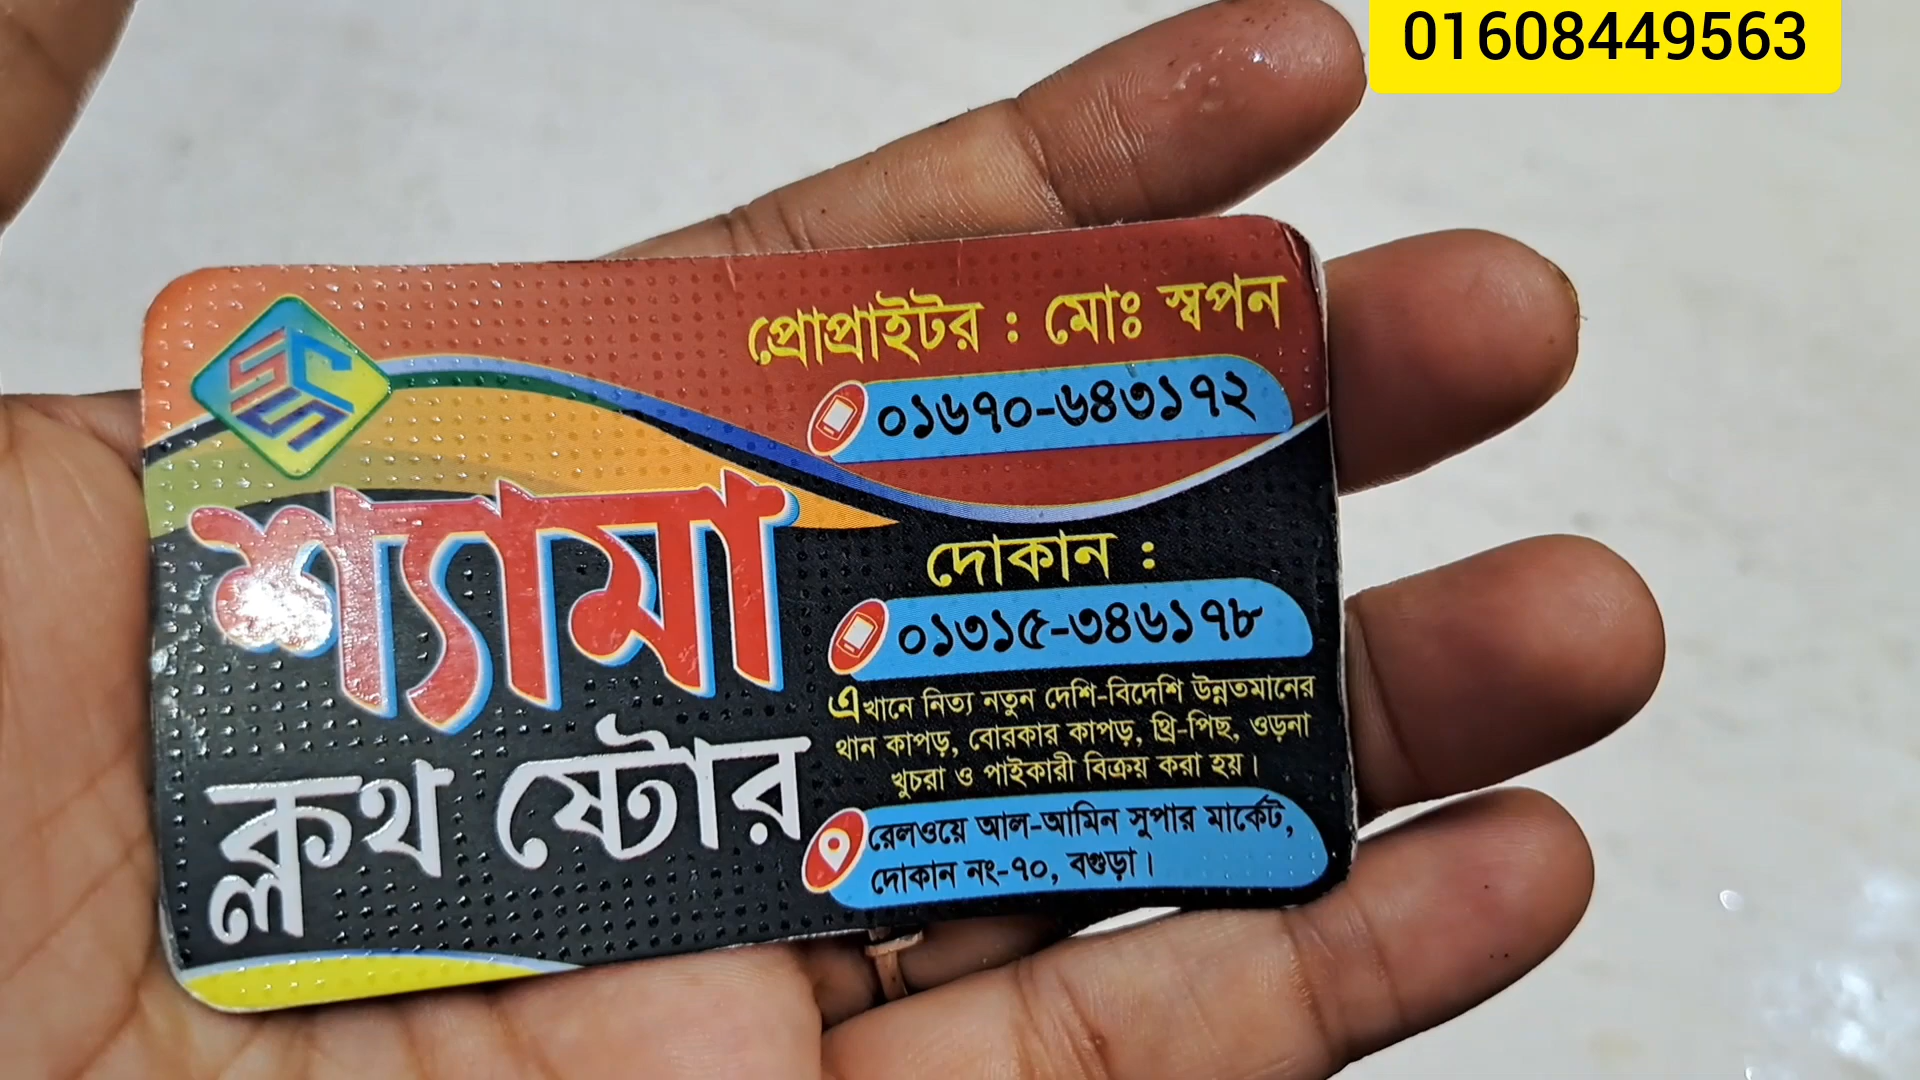 01608449563
প্রোপ্রাইটর : মোঃ স্বপন
০১৬৭০-৬৪৩১৭২
শ্যামা
ক্লথ ষ্টোর
দোকান :
০১৩১৫-৩৪৬১৭৮
এখানে নিত্য নতুন দেশি-বিদেশি উন্নতমানের
থান কাপড়, বোরকার কাপড়, থ্রি-পিছ, ওড়না
খুচরা ও পাইকারী বিক্রয় করা হয়।
রেলওয়ে আল-আমিন সুপার মার্কেট,
দোকান নং-৭০, বগুড়া।